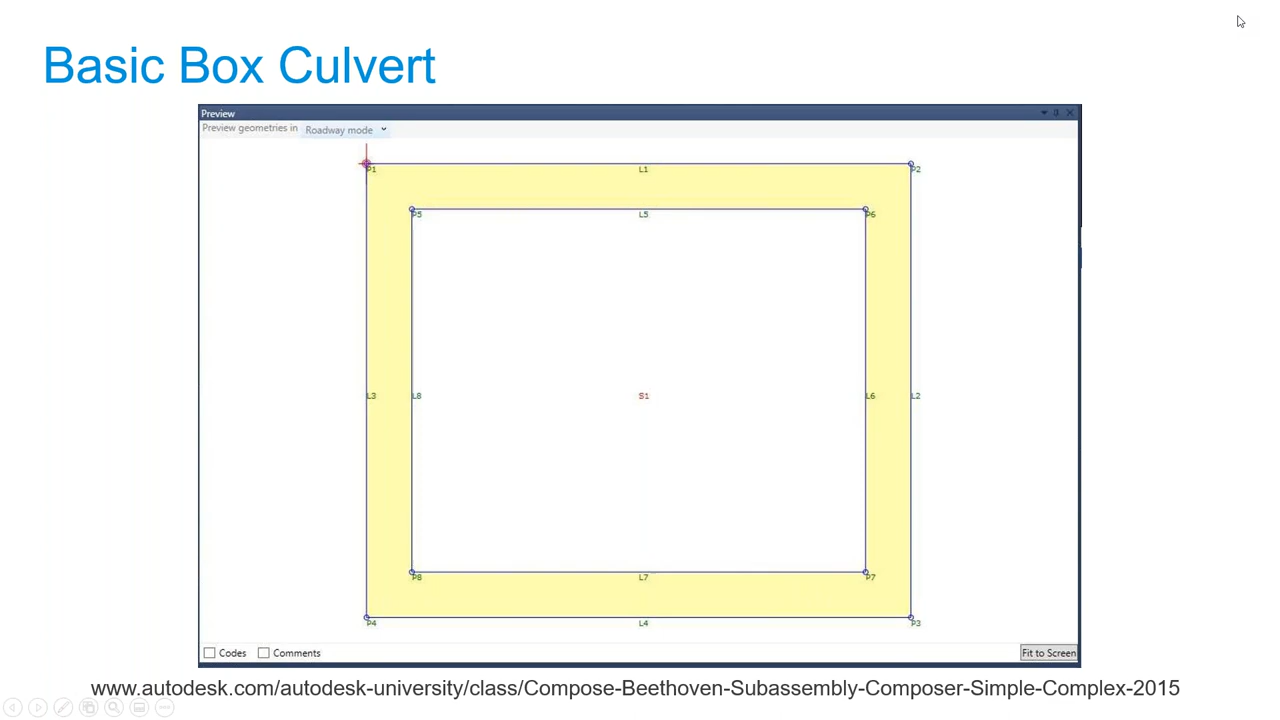 Basic Box Culvert
Preview
Preview geometries in Roadway mode
P1 L1 P2
P5 L5 P6
L3 L8 S1 L6 L2
P8 L7 P7
P4 L4 P3
Codes Comments Fit to Screen
www.autodesk.com/autodesk-university/class/Compose-Beethoven-Subassembly-Composer-Simple-Complex-2015